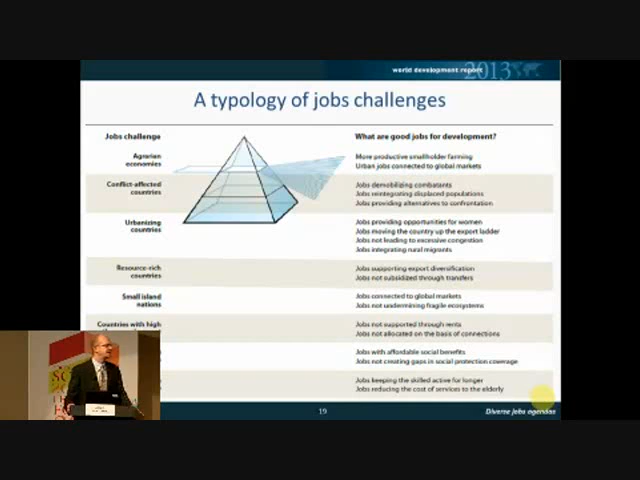 world development report 2013
A typology of jobs challenges
Jobs challenge
What are good jobs for development?
Agrarian
economies
More productive smallholder farming
Urban jobs connected to global markets
Conflict-affected
countries
Jobs demobilizing combatants
Jobs reintegrating displaced populations
Jobs providing alternatives to confrontation
Urbanizing
countries
Jobs providing opportunities for women
Jobs moving the country up the export ladder
Jobs not leading to excessive congestion
Jobs integrating rural migrants
Resource-rich
countries
Jobs supporting export diversification
Jobs not subsidized through transfers
Small island
nations
Jobs connected to global markets
Jobs not undermining fragile ecosystems
Countries with high
Jobs not supported through rents
Jobs not allocated on the basis of connections
Jobs with affordable social benefits
Jobs not creating gaps in social protection coverage
Jobs keeping the skilled active for longer
Jobs reducing the cost of services to the elderly
19
Diverse jobs agendas